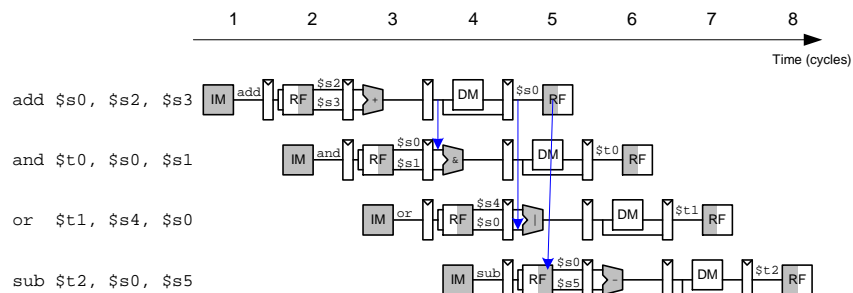 1 2 3 4 5 6 7 8
Time (cycles)
add $s0, $s2, $s3 IM add RF $s2 $s3 + DM $s0 RF
and $t0, $s0, $s1 IM and RF $s0 $s1 & DM $t0 RF
or $t1, $s4, $s0 IM or RF $s4 $s0 | DM $t1 RF
sub $t2, $s0, $s5 IM sub RF $s0 $s5 - DM $t2 RF